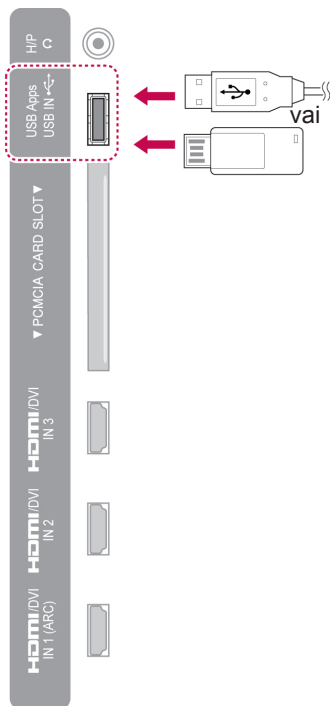 H/P
USB Apps
USB IN
vai
▼ PCMCIA CARD SLOT ▼
HDMI/DVI
IN 3
HDMI/DVI
IN 2
HDMI/DVI
IN 1 (ARC)